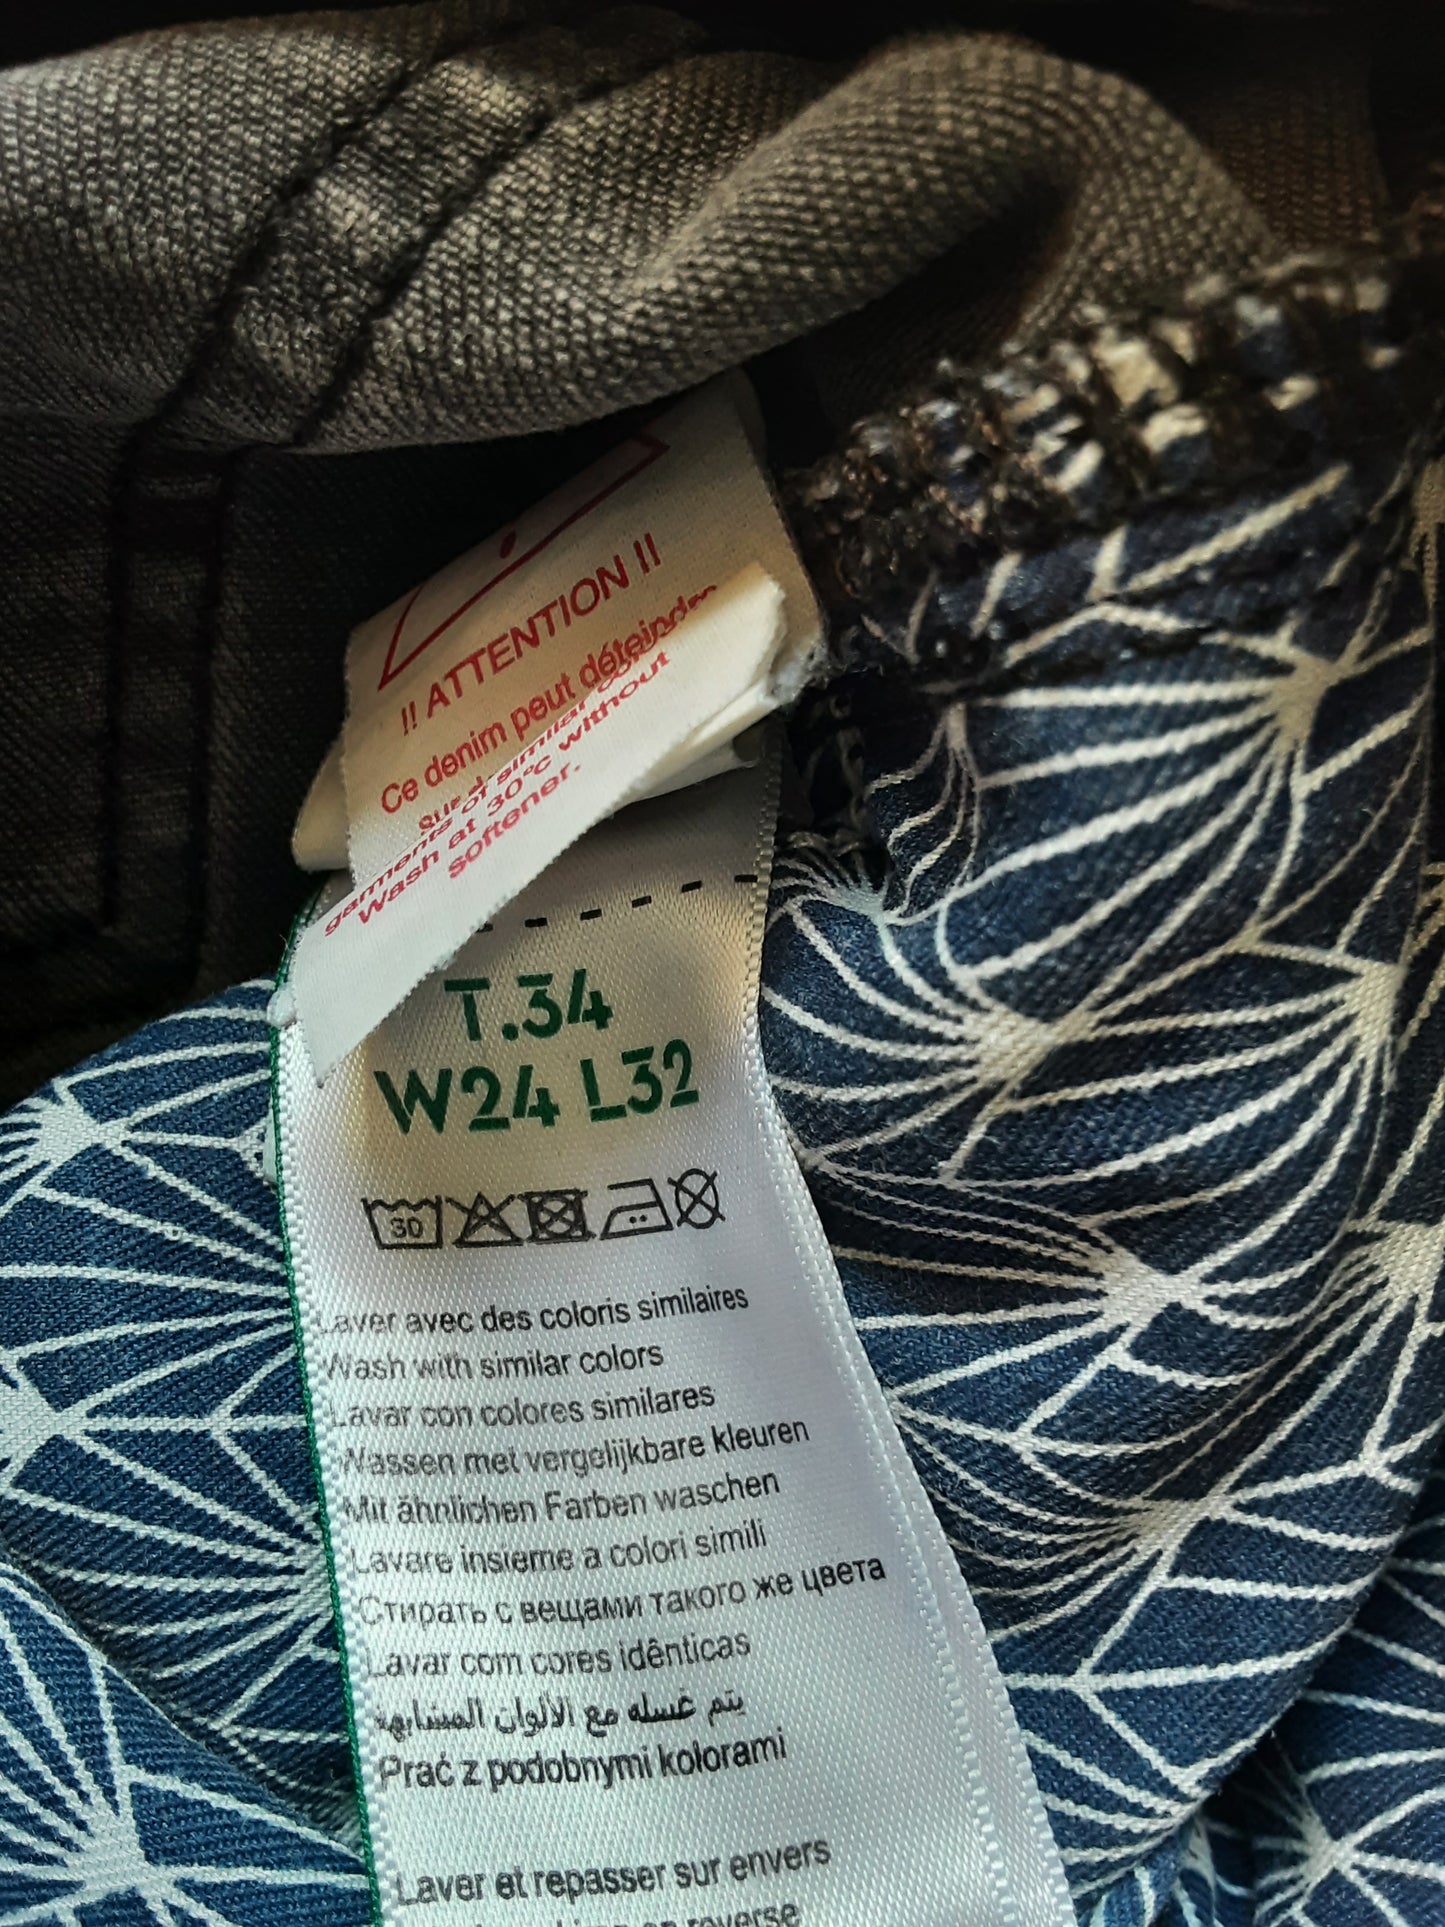 !! ATTENTION !!
Ce denim peut déteindre
garments of similar
Wash at 30°C without
softener.
T.34
W24 L32
30
Laver avec des coloris similaires
Wash with similar colors
Lavar con colores similares
Wassen met vergelijkbare kleuren
Mit ähnlichen Farben waschen
Lavare insieme a colori simili
Стирать с вещами такого же цвета
Lavar com cores idênticas
يتم غسله مع الألوان المشابهة
Prać z podobnymi kolorami
Laver et repasser sur envers
reverse